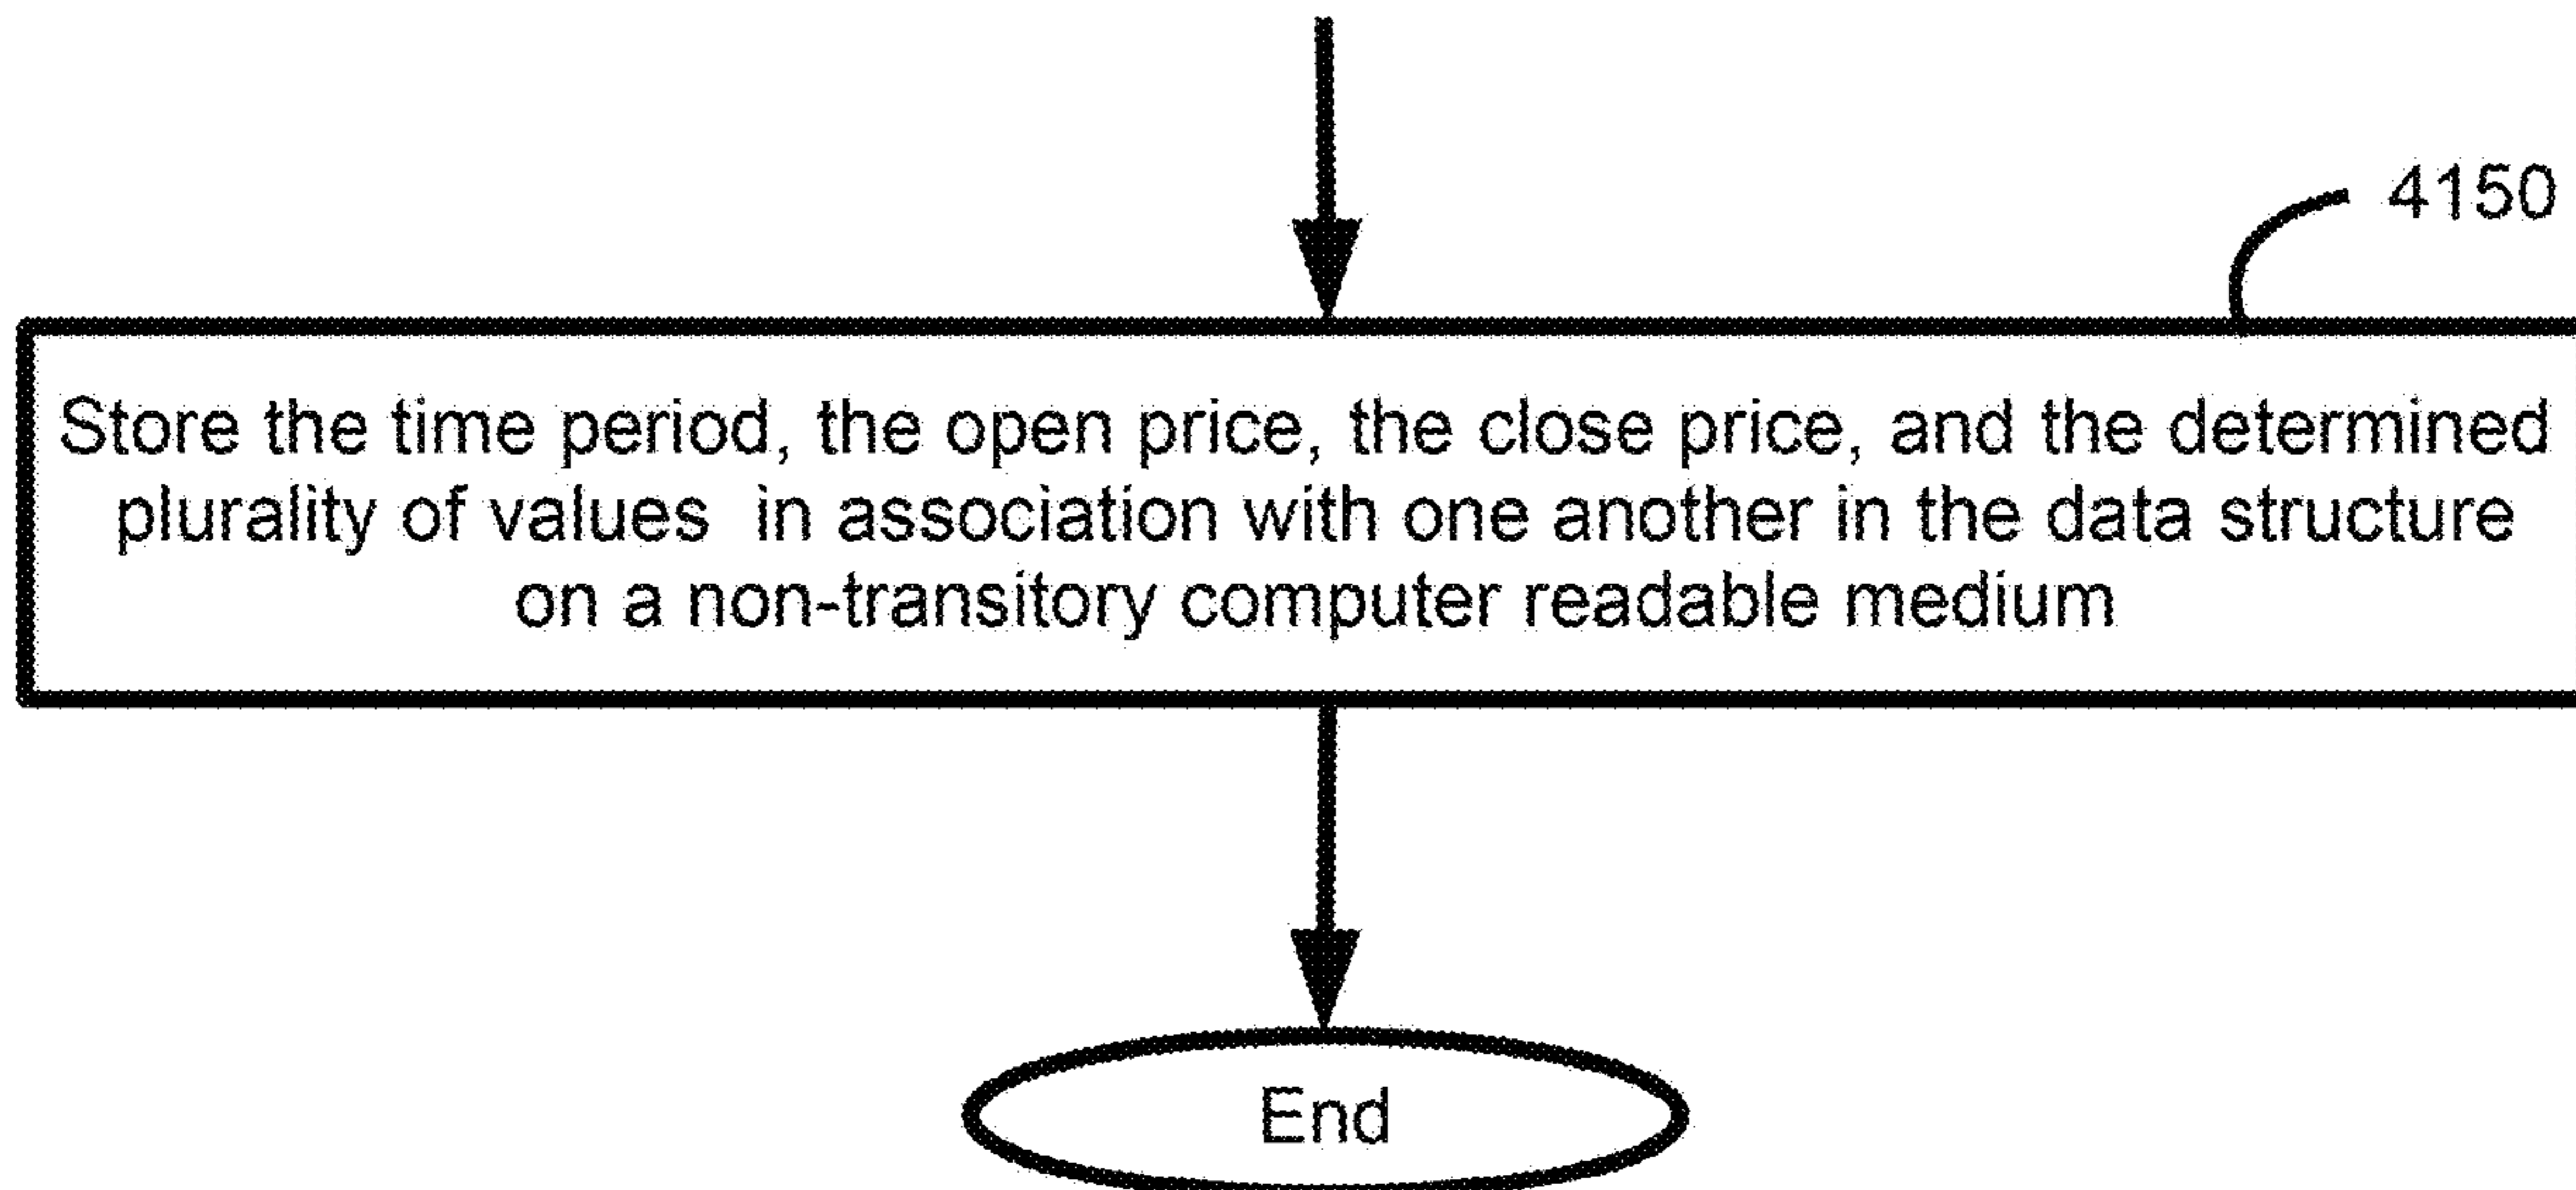 4150
Store the time period, the open price, the close price, and the determined
plurality of values  in association with one another in the data structure
on a non-transitory computer readable medium
End